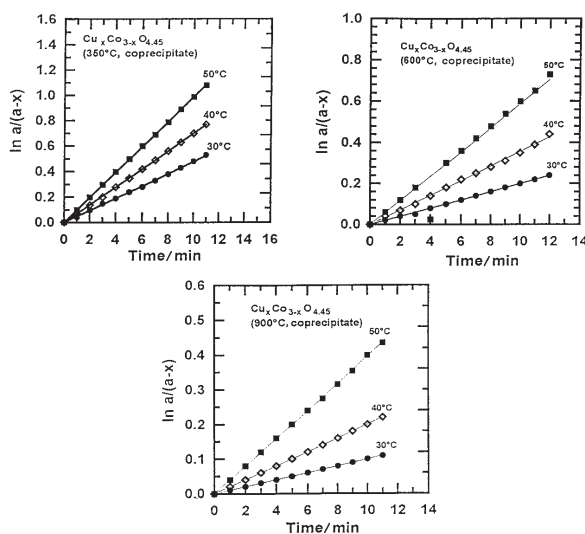 1.6
1.4
1.2
1.0
0.8
0.6
0.4
0.2
0.0
ln a/(a-x)
CuxCo3-xO4.45
(350°C, coprecipitate)
50°C
40°C
30°C
0 2 4 6 8 10 12 14 16
Time/min
1.0
0.8
0.6
0.4
0.2
0.0
ln a/(a-x)
CuxCo3-xO4.45
(600°C, coprecipitate)
50°C
40°C
30°C
0 2 4 6 8 10 12 14
Time/min
0.6
0.5
0.4
0.3
0.2
0.1
0.0
ln a/(a-x)
CuxCo3-xO4.45
(900°C, coprecipitate)
50°C
40°C
30°C
0 2 4 6 8 10 12 14
Time/min